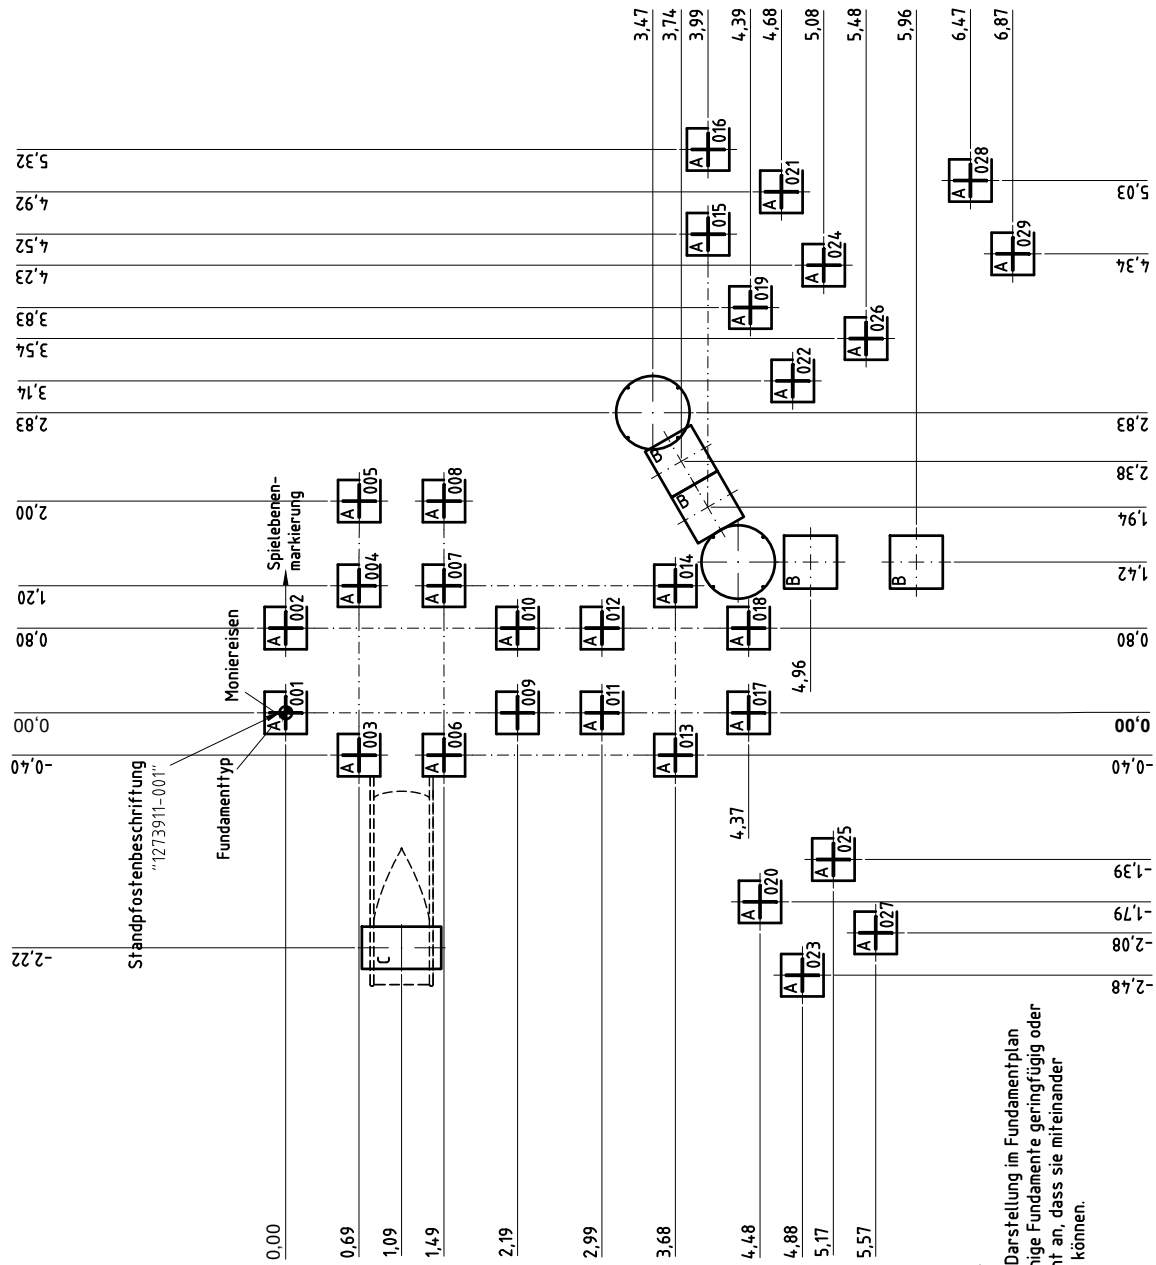 3,47
3,74
3,99
4,39
4,68
5,08
5,48
5,96
6,47
6,87
5,32
4,92
4,52
4,23
3,83
3,54
3,14
2,83
2,00
1,20
0,80
0,00
-0,40
-2,22
Standpfostenbeschriftung
"1273911-001"
Fundamenttyp
Moniereisen
Spielebenen-
markierung
A 001
A 002
A 003
A 004
A 005
A 006
A 007
A 008
A 009
A 010
A 011
A 012
A 013
A 014
A 015
A 016
A 017
A 018
A 019
A 020
A 021
A 022
A 023
A 024
A 025
A 026
A 027
A 028
A 029
B
B
B
B
C
4,96
4,37
5,03
4,34
2,83
2,38
1,94
1,42
0,80
0,00
-0,40
-1,39
-1,79
-2,08
-2,48
0,00
0,69
1,09
1,49
2,19
2,99
3,68
4,48
4,88
5,17
5,57
Darstellung im Fundamentplan
nige Fundamente geringfügig oder
nt an, dass sie miteinander
können.